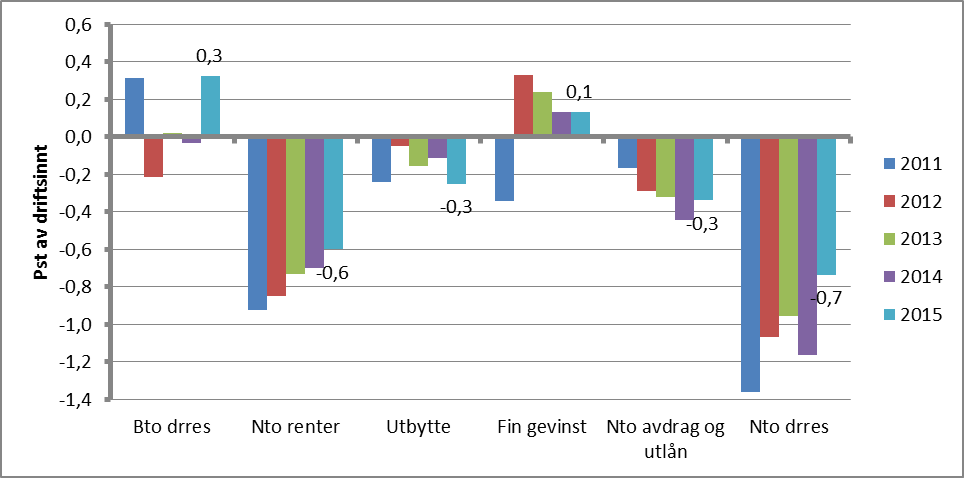 0,6
0,4
0,2
0,0
-0,2
-0,4
-0,6
-0,8
-1,0
-1,2
-1,4
Pst av driftsinnt
0,3
-0,6
-0,3
0,1
-0,3
-0,7
Bto drres
Nto renter
Utbytte
Fin gevinst
Nto avdrag og
utlån
Nto drres
2011
2012
2013
2014
2015